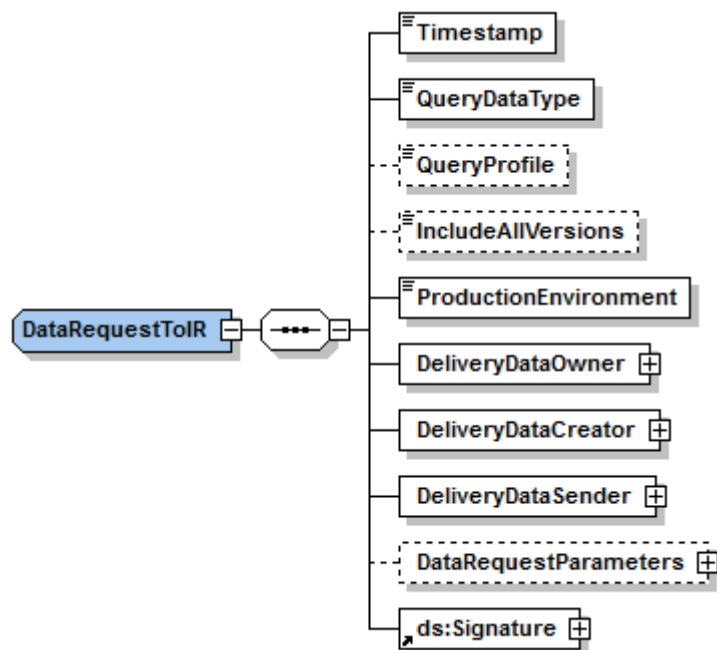 Timestamp
QueryDataType
QueryProfile
IncludeAllVersions
ProductionEnvironment
DataRequestToIR
DeliveryDataOwner
DeliveryDataCreator
DeliveryDataSender
DataRequestParameters
ds:Signature